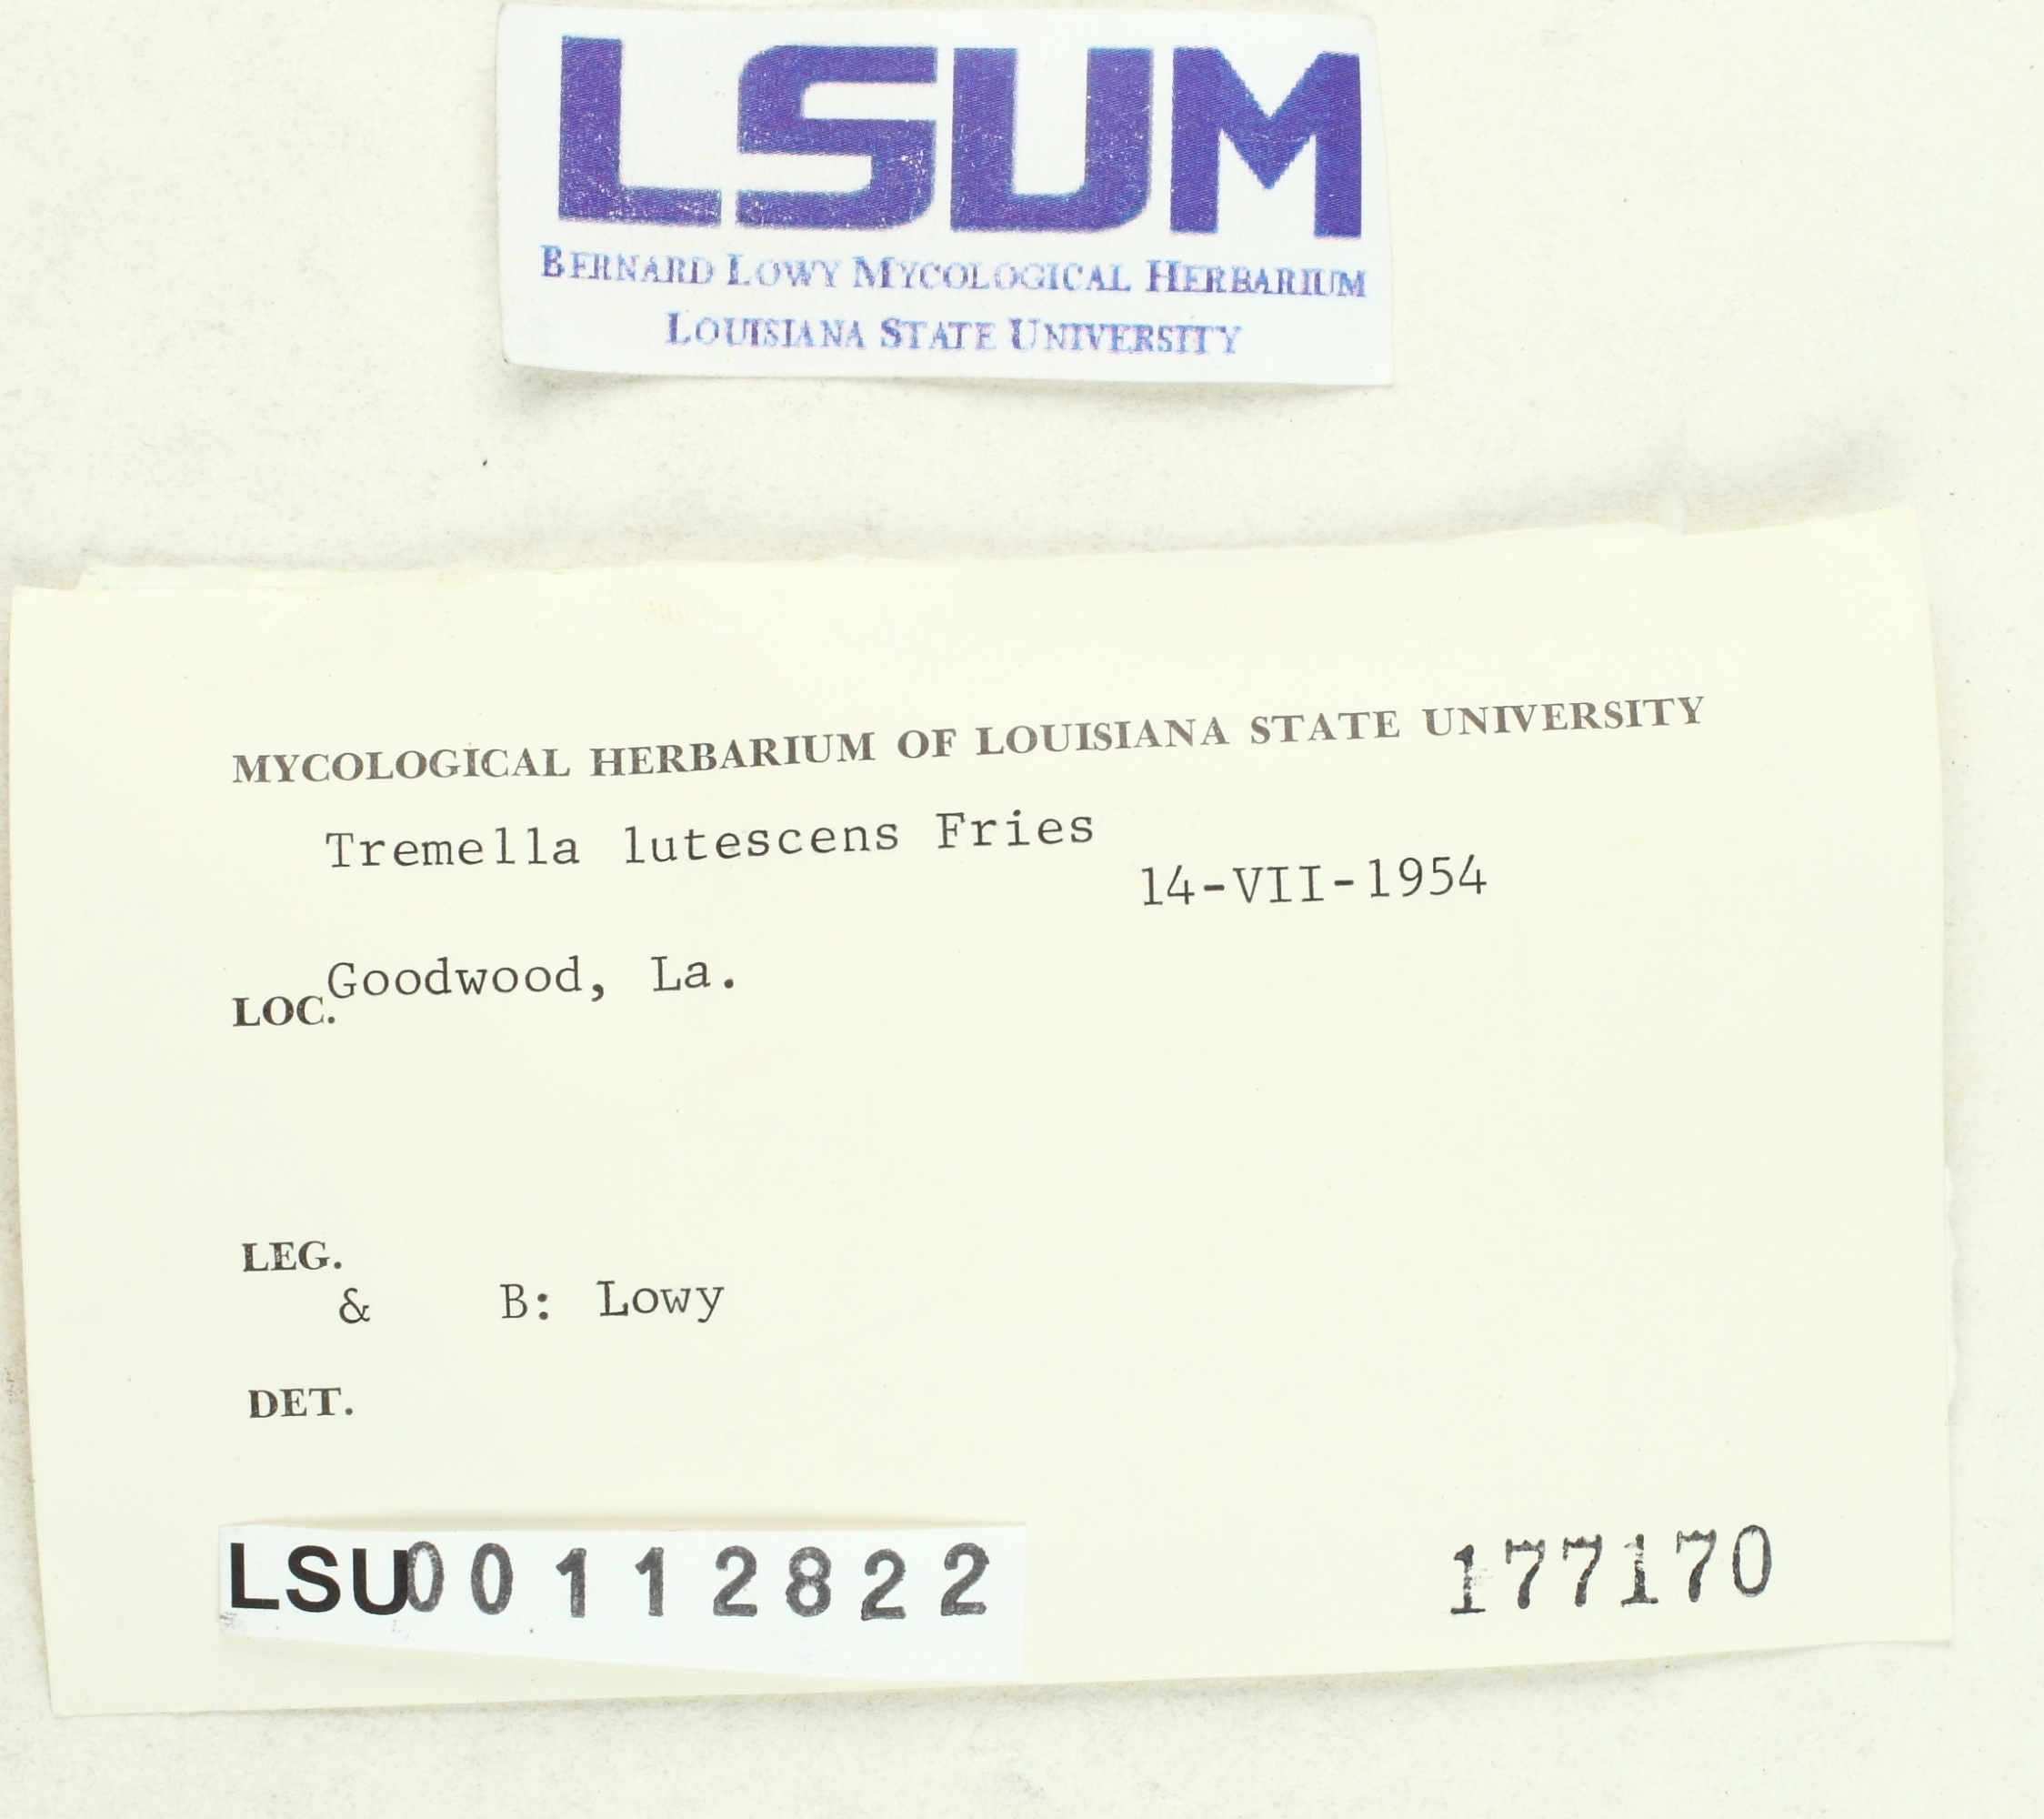 LSUM
BERNARD LOWY MYCOLOGICAL HERBARIUM
LOUISIANA STATE UNIVERSITY
MYCOLOGICAL HERBARIUM OF LOUISIANA STATE UNIVERSITY
Tremella lutescens Fries
14-VII-1954
LOC. Goodwood, La.
LEG.
& B: Lowy
DET.
LSU00112822
177170